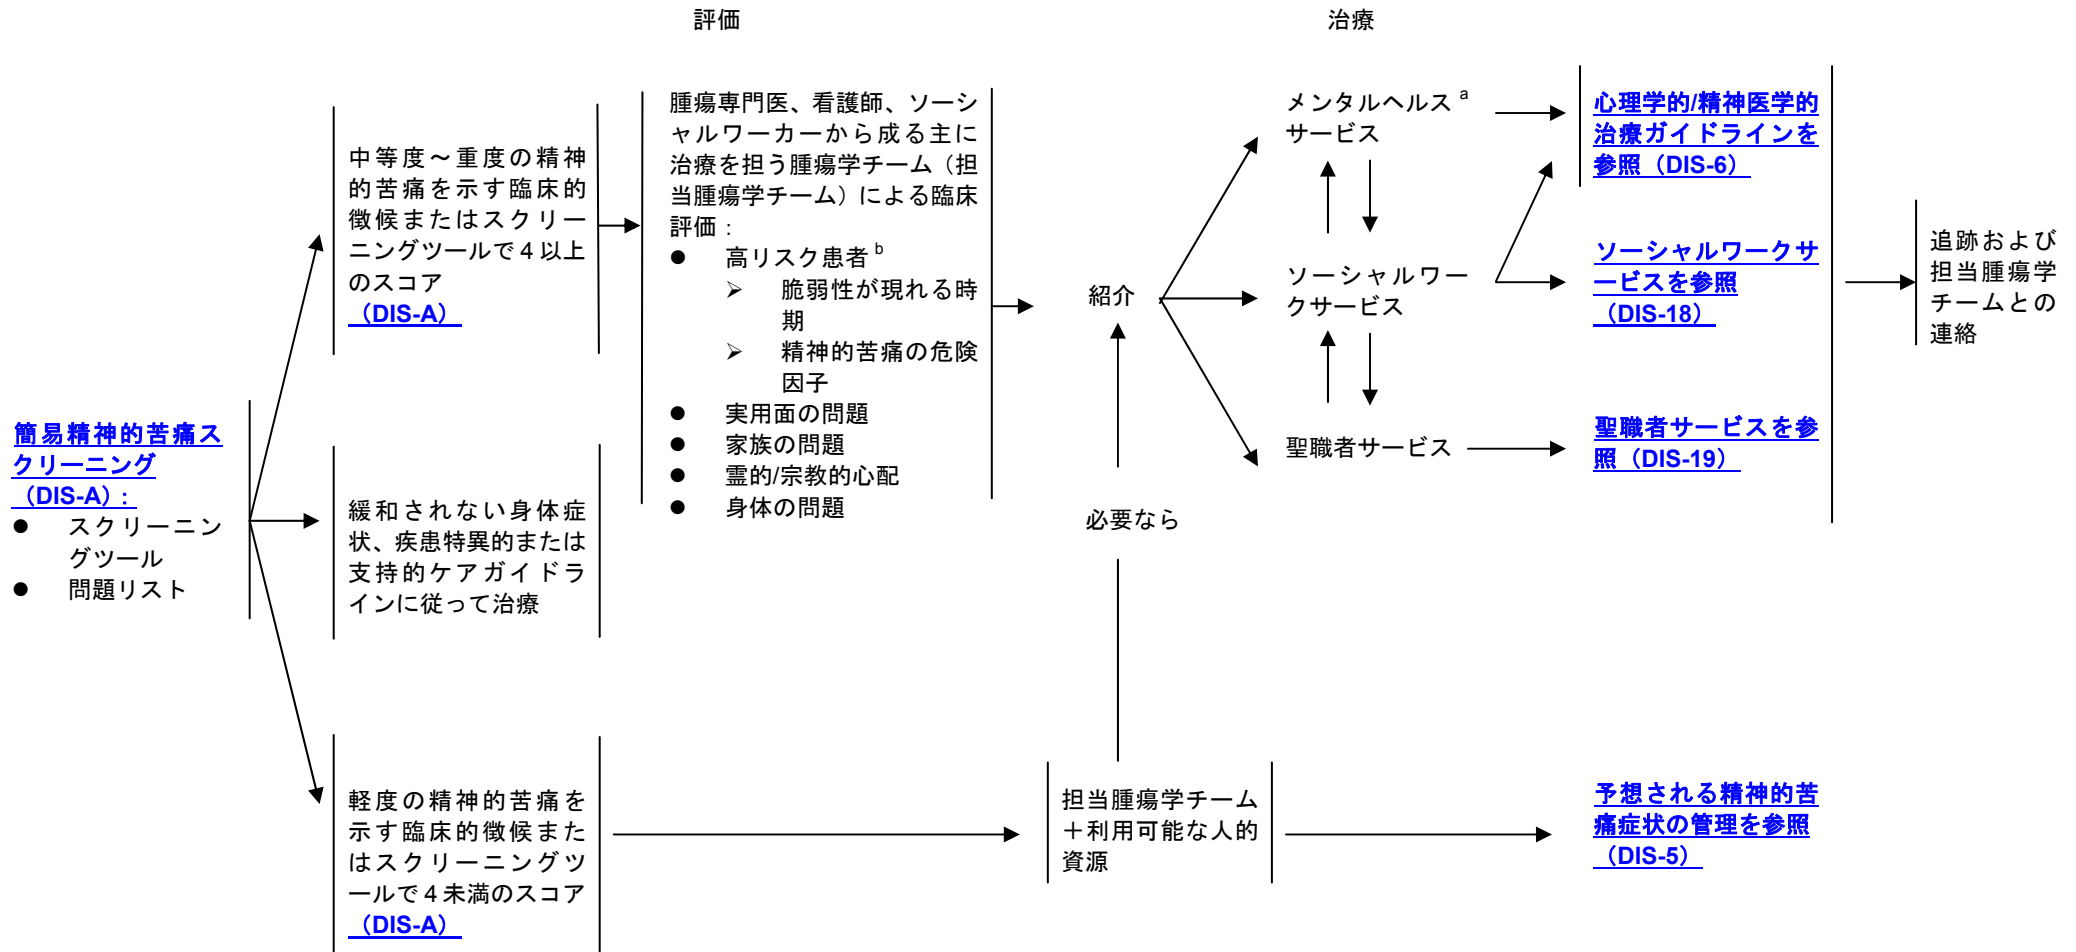 評価
治療
簡易精神的苦痛ス
クリーニング
（DIS-A）:
● スクリーニン
グツール
● 問題リスト
中等度～重度の精神
的苦痛を示す臨床的
徴候またはスクリー
ニングツールで４以上
のスコア
（DIS-A）
緩和されない身体症
状、疾患特異的または
支持的ケアガイドラ
インに従って治療
軽度の精神的苦痛を
示す臨床的徴候また
はスクリーニングツ
ールで４未満のスコア
（DIS-A）
腫瘍専門医、看護師、ソーシ
ャルワーカーから成る主に
治療を担う腫瘍学チーム（担
当腫瘍学チーム）による臨床
評価：
● 高リスク患者 b
➢ 脆弱性が現れる時
期
➢ 精神的苦痛の危険
因子
● 実用面の問題
● 家族の問題
● 霊的/宗教的心配
● 身体の問題
紹介
必要なら
担当腫瘍学チーム
＋利用可能な人的
資源
メンタルヘルス a
サービス
ソーシャルワー
クサービス
聖職者サービス
心理学的/精神医学的
治療ガイドラインを
参照（DIS-6）
ソーシャルワークサ
ービスを参照
（DIS-18）
聖職者サービスを参
照（DIS-19）
予想される精神的苦
痛症状の管理を参照
（DIS-5）
追跡および
担当腫瘍学
チームとの
連絡